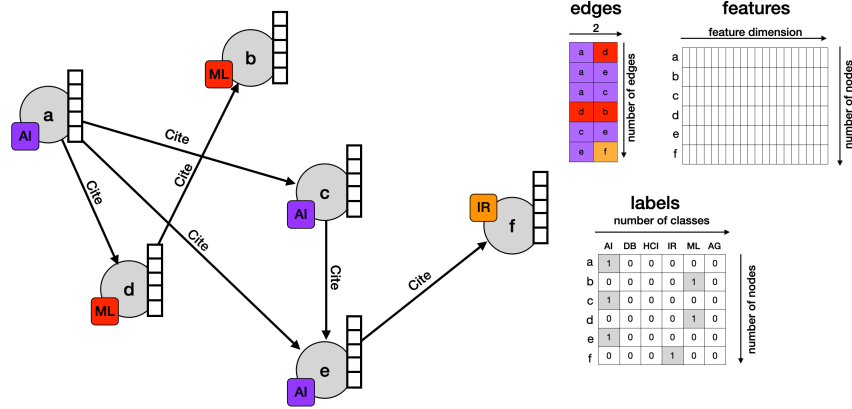 b
ML
a
AI
Cite
Cite
Cite
Cite
c
AI
d
ML
Cite
e
AI
Cite
f
IR
edges
2
a d
a e
a c
d b
c e
e f
number of edges
features
feature dimension
a
b
c
d
e
f
number of nodes
labels
number of classes
AI DB HCI IR ML AG
a 1 0 0 0 0 0
b 0 0 0 0 1 0
c 1 0 0 0 0 0
d 0 0 0 0 1 0
e 1 0 0 0 0 0
f 0 0 0 1 0 0
number of nodes